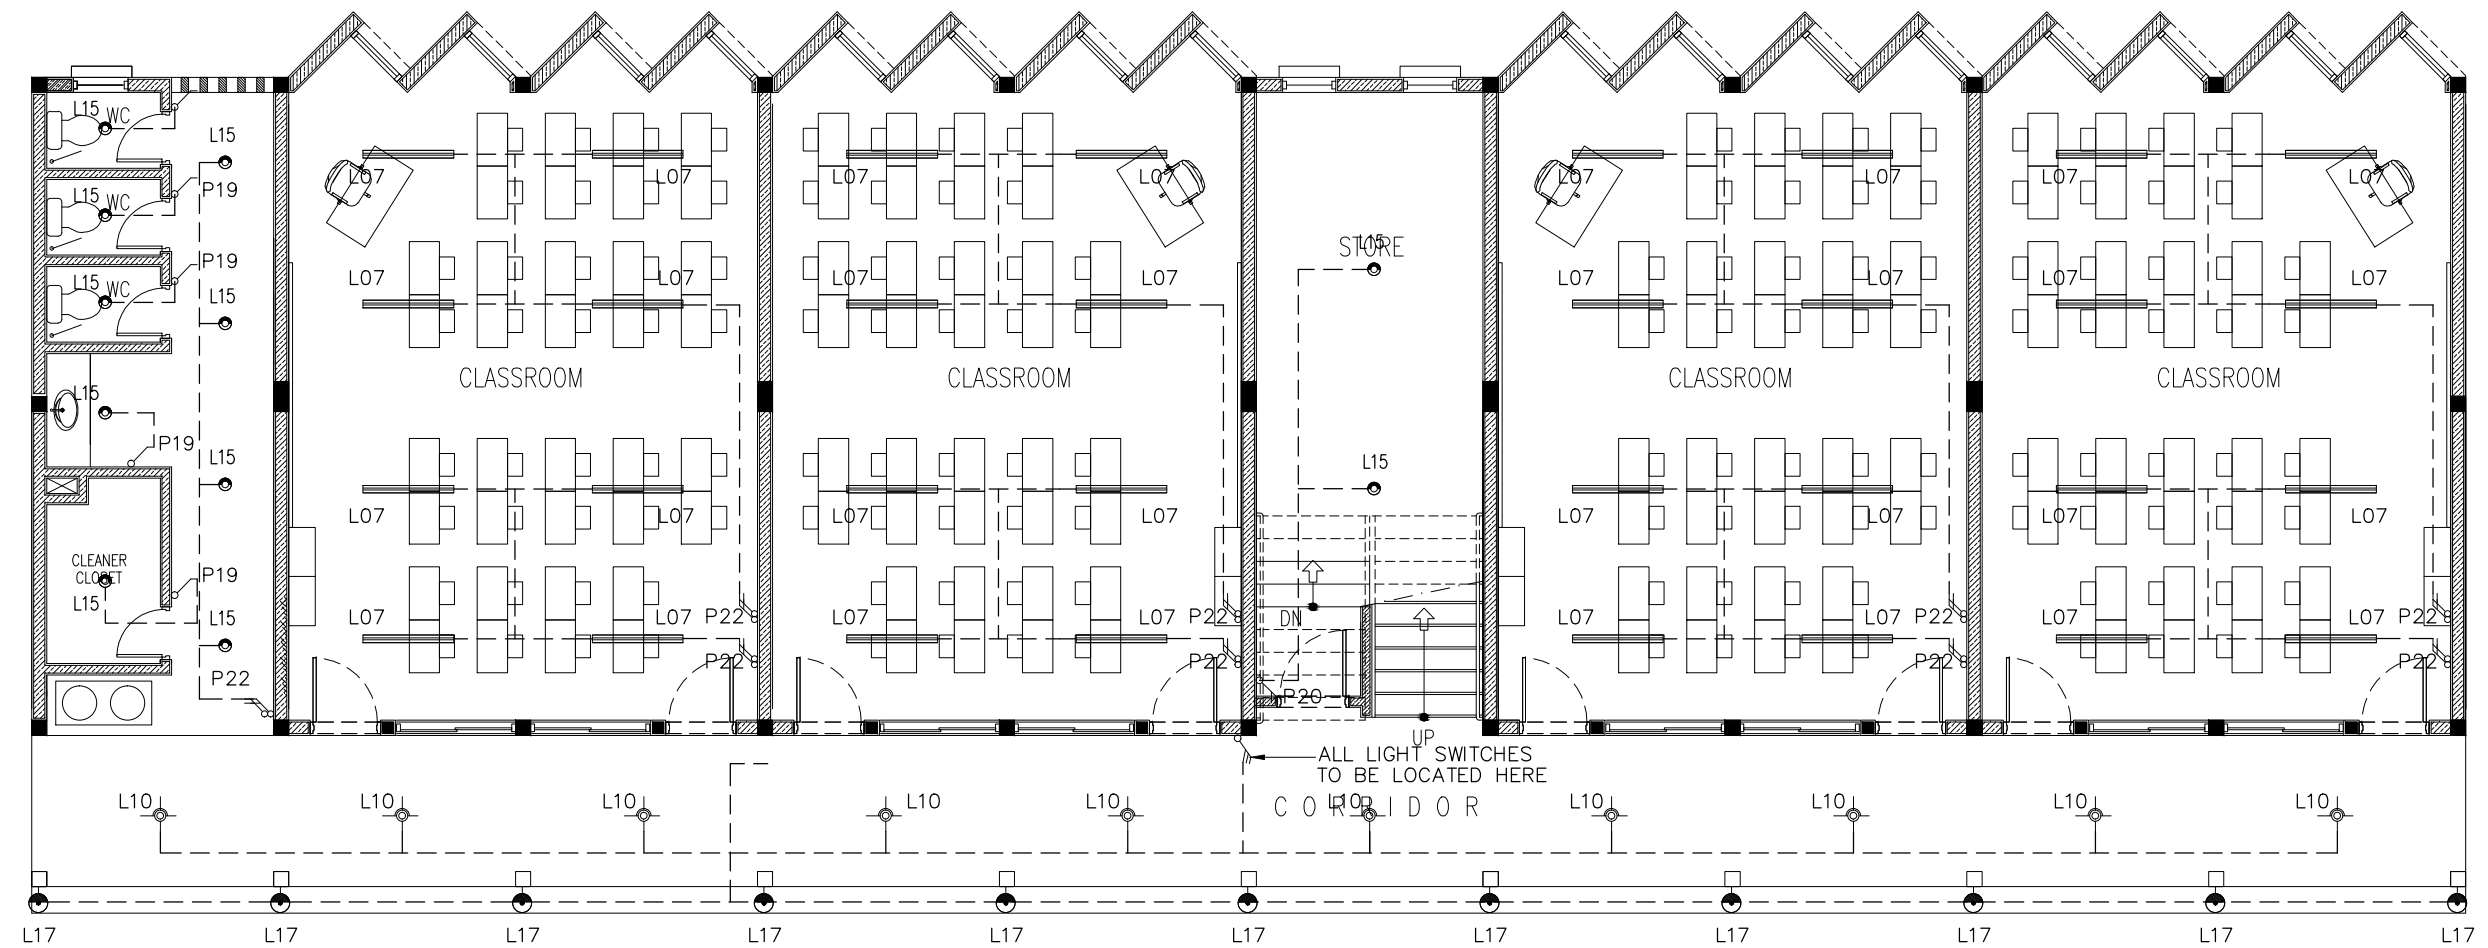 L15 WC
L15
L15 WC P19
L07 L07 L07 L07 L07 L07 L07 L07
STORE
L15
L15 WC P19
L15
L07 L07 L07 L07 L07 L07 L07 L07
CLASSROOM CLASSROOM CLASSROOM CLASSROOM
L15
P19
L15
L15
L07 L07 L07 L07 L07 L07 L07 L07
CLEANER
CLOSET
P19
L15
L15
L07 L07 P22 L07 L07 P22 DN L07 L07 P22 L07 L07 P22
P22 P22 P22 P22
P22
P20
UP
ALL LIGHT SWITCHES
TO BE LOCATED HERE
CORRIDOR
L10 L10 L10 L10 L10 L10 L10 L10 L10 L10
L17 L17 L17 L17 L17 L17 L17 L17 L17 L17 L17